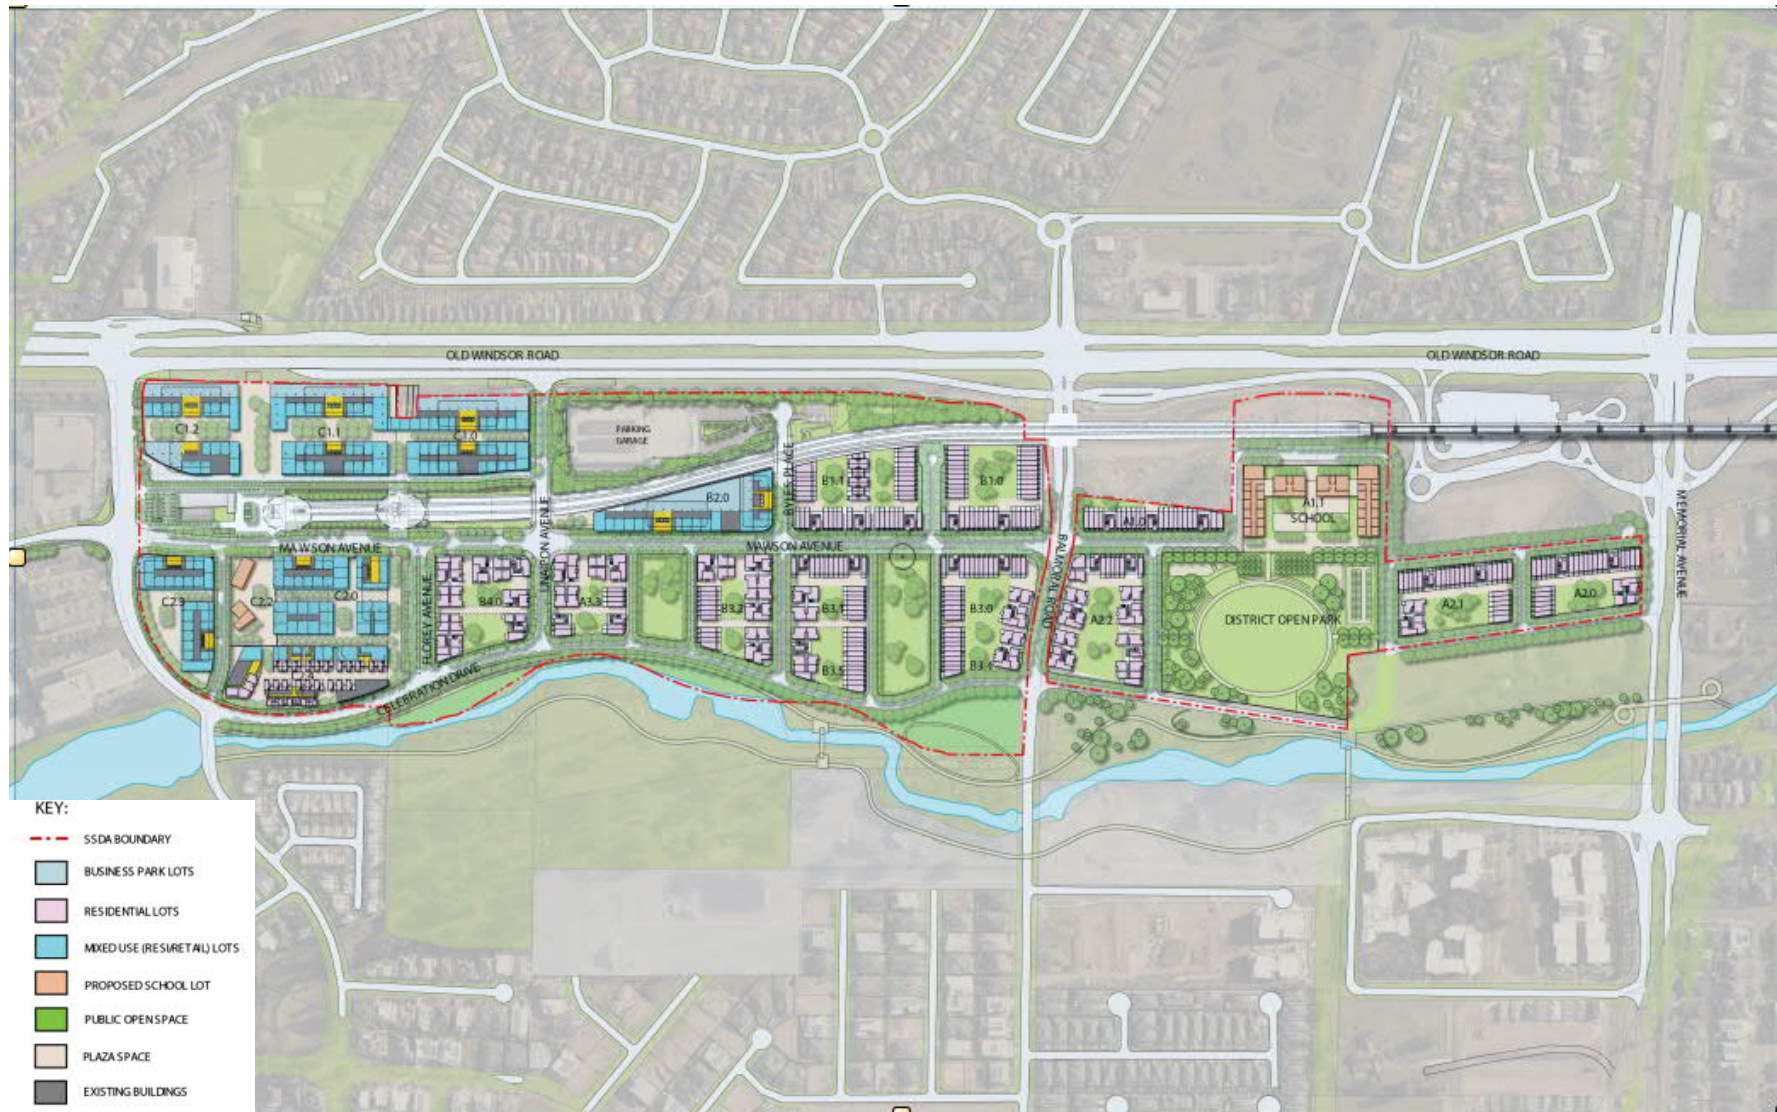 OLD WINDSOR ROAD
OLD WINDSOR ROAD
C1.2
C1.1
C1.0
PARKING
GARAGE
BYLES PLACE
B2.0
B1.1
B1.0
A1.0
A1.1
SCHOOL
MEMORIAL AVENUE
MAWSON AVENUE
MAWSON AVENUE
BALMORAL ROAD
FLOREY AVENUE
C2.3
C2.2
C2.0
B4.0
A3.3
B3.2
B3.1
B3.0
A2.2
DISTRICT OPEN PARK
A2.1
A2.0
B3.5
CELEBRATION DRIVE
KEY:
SSDA BOUNDARY
BUSINESS PARK LOTS
RESIDENTIAL LOTS
MIXED USE (RESI/RETAIL) LOTS
PROPOSED SCHOOL LOT
PUBLIC OPEN SPACE
PLAZA SPACE
EXISTING BUILDINGS